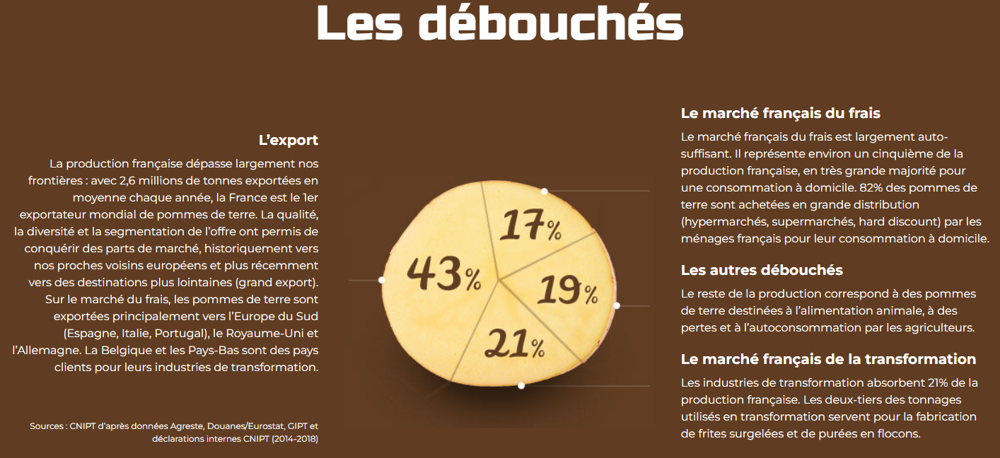 Les débouchés
L’export
La production française dépasse largement nos
frontières : avec 2,6 millions de tonnes exportées en
moyenne chaque année, la France est le 1er
exportateur mondial de pommes de terre. La qualité,
la diversité et la segmentation de l’offre ont permis de
conquérir des parts de marché, historiquement vers
nos proches voisins européens et plus récemment
vers des destinations plus lointaines (grand export).
Sur le marché du frais, les pommes de terre sont
exportées principalement vers l’Europe du Sud
(Espagne, Italie, Portugal), le Royaume-Uni et
l’Allemagne. La Belgique et les Pays-Bas sont des pays
clients pour leurs industries de transformation.
Sources : CNIPT d’après données Agreste, Douanes/Eurostat, GIPT et
déclarations internes CNIPT (2014-2018)
17%
43%
19%
21%
Le marché français du frais
Le marché français du frais est largement auto-
suffisant. Il représente environ un cinquième de la
production française, en très grande majorité pour
une consommation à domicile. 82% des pommes de
terre sont achetées en grande distribution
(hypermarchés, supermarchés, hard discount) par les
ménages français pour leur consommation à domicile.
Les autres débouchés
Le reste de la production correspond à des pommes
de terre destinées à l’alimentation animale, à des
pertes et à l’autoconsommation par les agriculteurs.
Le marché français de la transformation
Les industries de transformation absorbent 21% de la
production française. Les deux-tiers des tonnages
utilisés en transformation servent pour la fabrication
de frites surgelées et de purées en flocons.